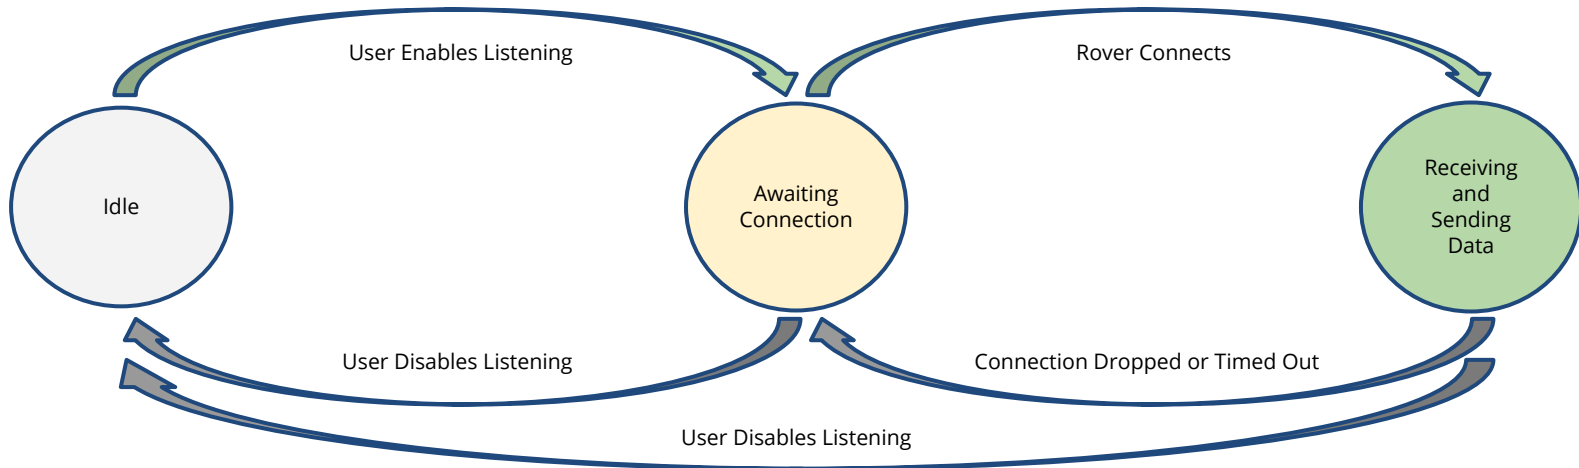 User Enables Listening
Rover Connects
Idle
Awaiting
Connection
Receiving
and
Sending
Data
User Disables Listening
Connection Dropped or Timed Out
User Disables Listening